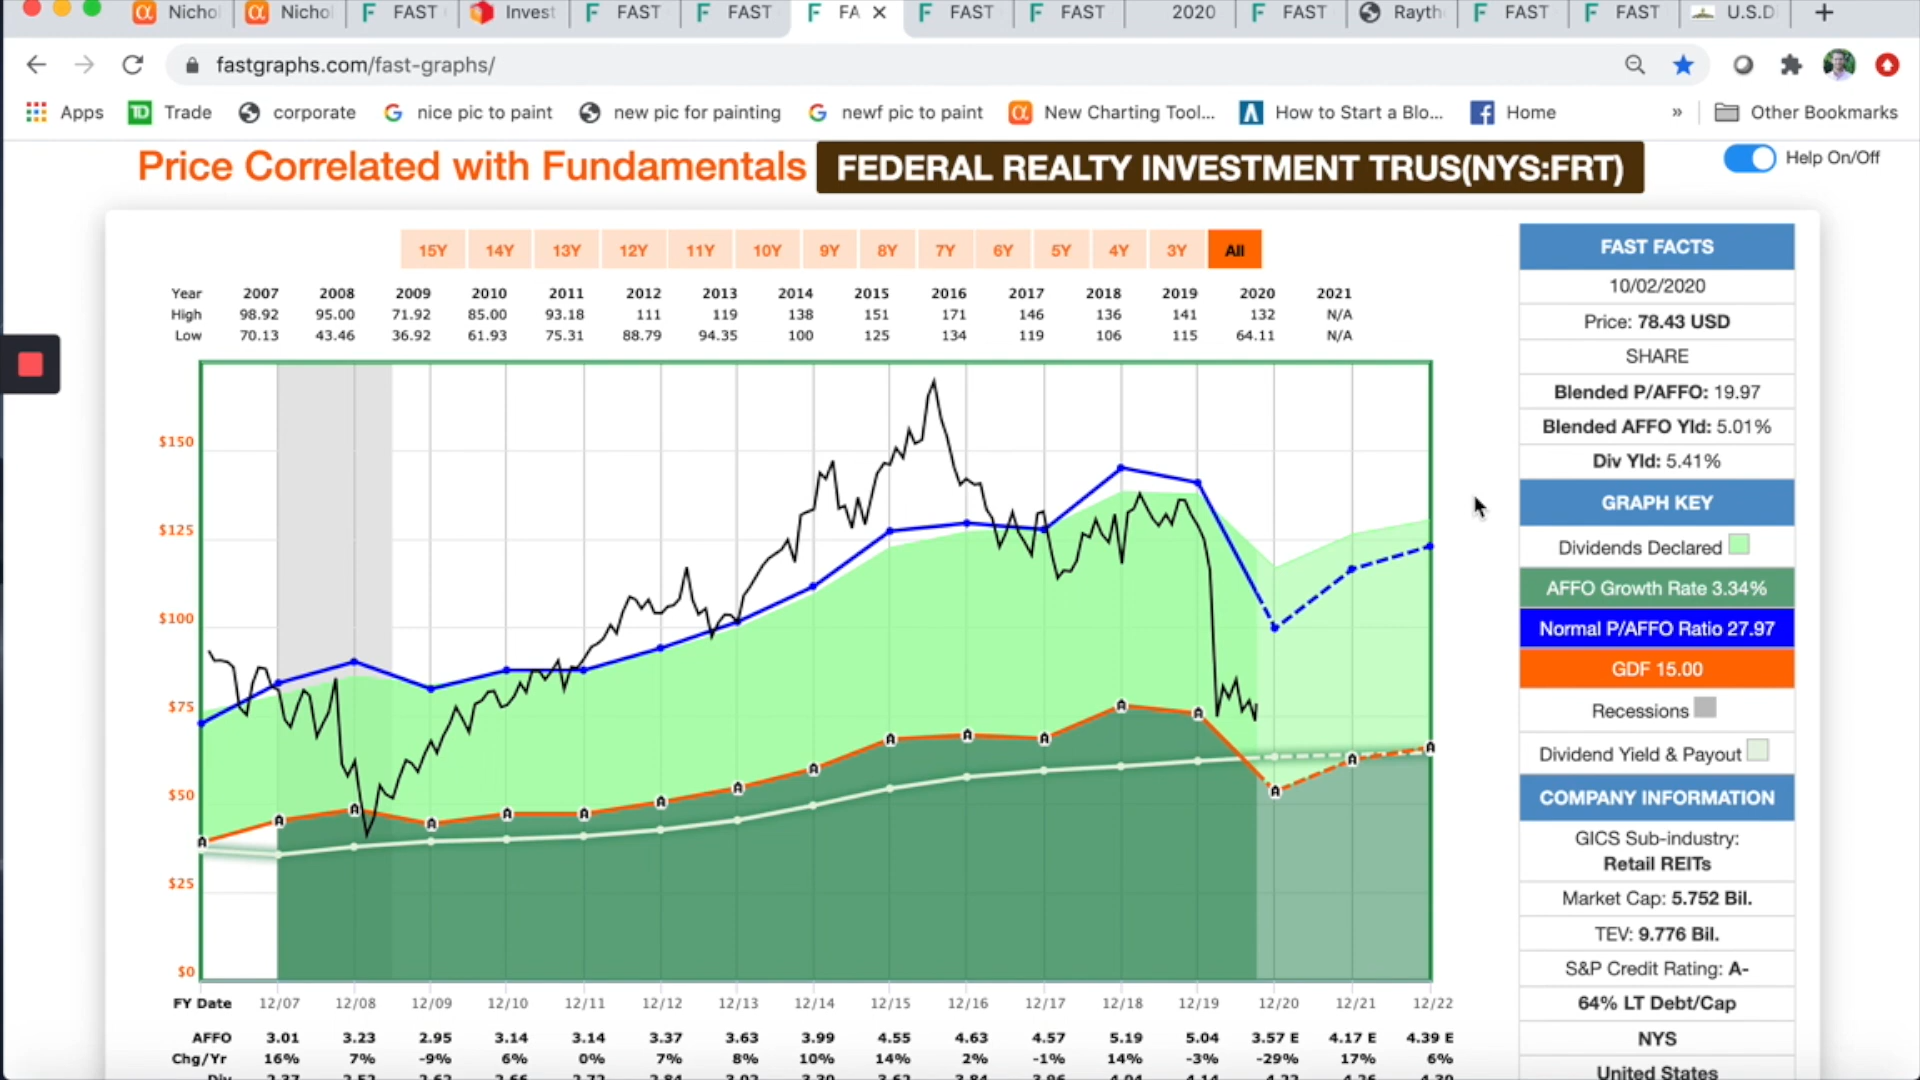 Nichol Nichol FAST Invest FAST FAST FA FAST FAST 2020 FAST Rayth FAST FAST U.S.D
fastgraphs.com/fast-graphs/
Apps Trade corporate nice pic to paint new pic for painting newf pic to paint New Charting Tool... How to Start a Blo... Home » Other Bookmarks
Price Correlated with Fundamentals FEDERAL REALTY INVESTMENT TRUS(NYS:FRT) Help On/Off
15Y 14Y 13Y 12Y 11Y 10Y 9Y 8Y 7Y 6Y 5Y 4Y 3Y All
Year 2007 2008 2009 2010 2011 2012 2013 2014 2015 2016 2017 2018 2019 2020 2021
High 98.92 95.00 71.92 85.00 93.18 111 119 138 151 171 146 136 141 132 N/A
Low 70.13 43.46 36.92 61.93 75.31 88.79 94.35 100 125 134 119 106 115 64.11 N/A
$150
$125
$100
$75
$50
$25
$0
FY Date 12/07 12/08 12/09 12/10 12/11 12/12 12/13 12/14 12/15 12/16 12/17 12/18 12/19 12/20 12/21 12/22
AFFO 3.01 3.23 2.95 3.14 3.14 3.37 3.63 3.99 4.55 4.63 4.57 5.19 5.04 3.57 E 4.17 E 4.39 E
Chg/Yr 16% 7% -9% 6% 0% 7% 8% 10% 14% 2% -1% 14% -3% -29% 17% 6%
FAST FACTS
10/02/2020
Price: 78.43 USD
SHARE
Blended P/AFFO: 19.97
Blended AFFO Yld: 5.01%
Div Yld: 5.41%
GRAPH KEY
Dividends Declared
AFFO Growth Rate 3.34%
Normal P/AFFO Ratio 27.97
GDF 15.00
Recessions
Dividend Yield & Payout
COMPANY INFORMATION
GICS Sub-industry:
Retail REITs
Market Cap: 5.752 Bil.
TEV: 9.776 Bil.
S&P Credit Rating: A-
64% LT Debt/Cap
NYS
United States